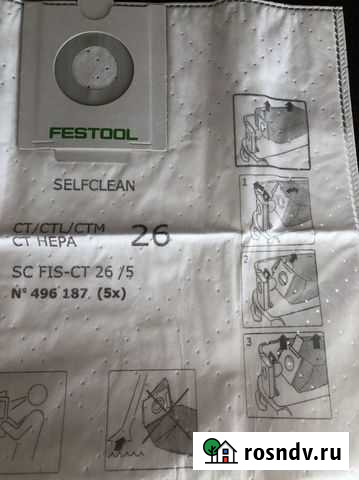 FESTOOL
SELFCLEAN
CT/CTL/CTM
CT HEPA
26
SC FIS-CT 26 /5
N° 496 187 (5x)
1
2
3
rosndv.ru